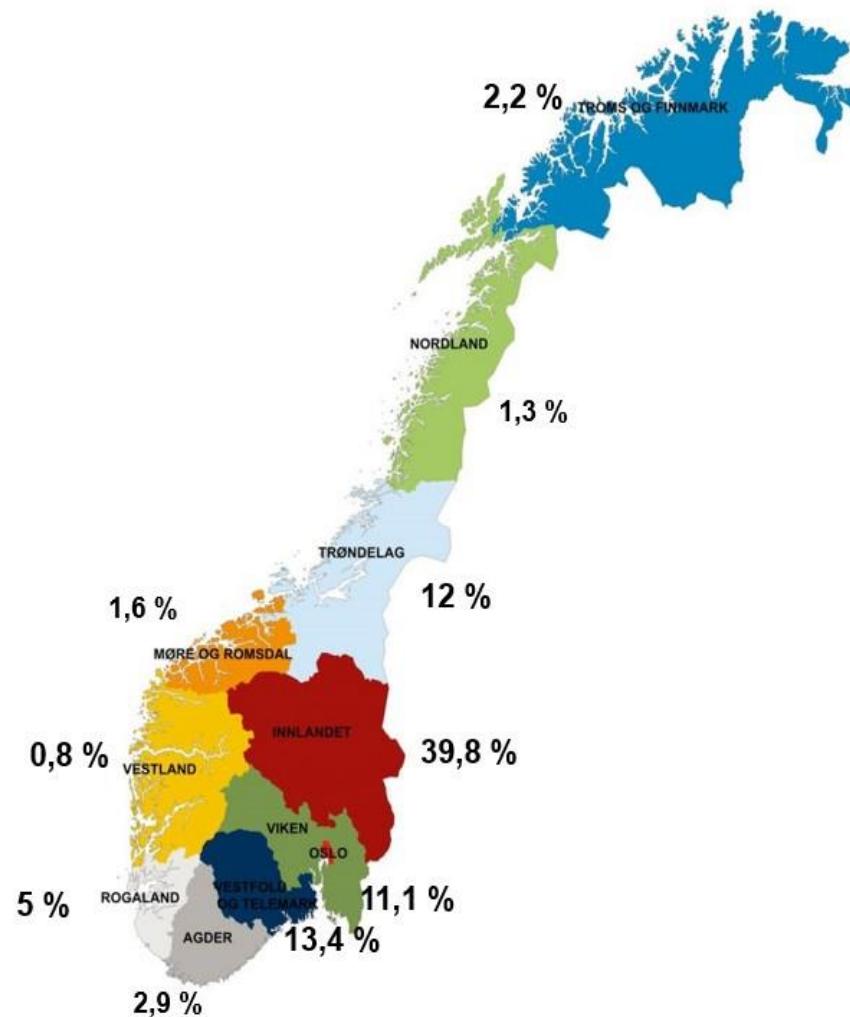 2,2 %
TROMS OG FINNMARK
NORDLAND
1,3 %
TRØNDELAG
12 %
1,6 %
MØRE OG ROMSDAL
INNLANDET
39,8 %
0,8 %
VESTLAND
VIKEN
OSLO
VESTFOLD
OG TELEMARK
11,1 %
ROGALAND
5 %
AGDER
13,4 %
2,9 %